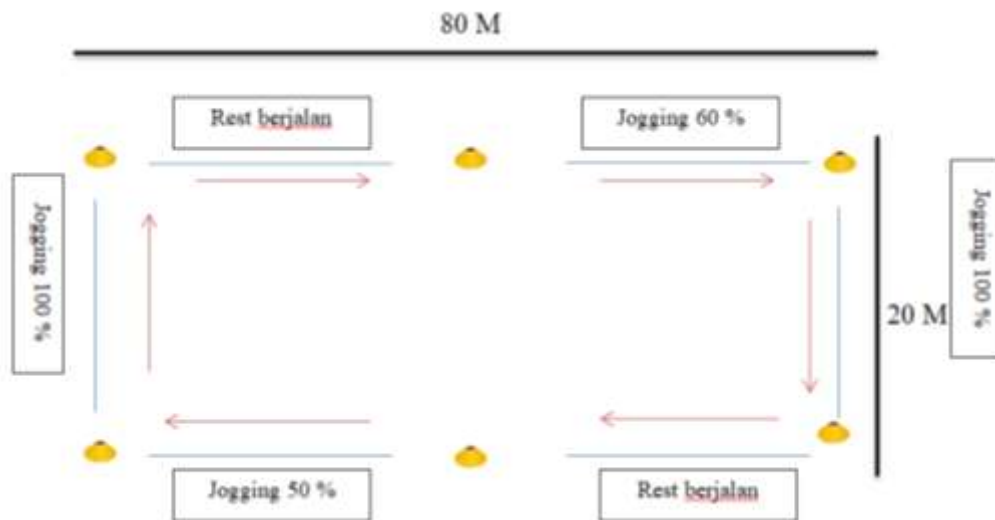 80 M
Rest berjalan
Jogging 60 %
Jogging 100 %
Jogging 100 %
20 M
Jogging 50 %
Rest berjalan